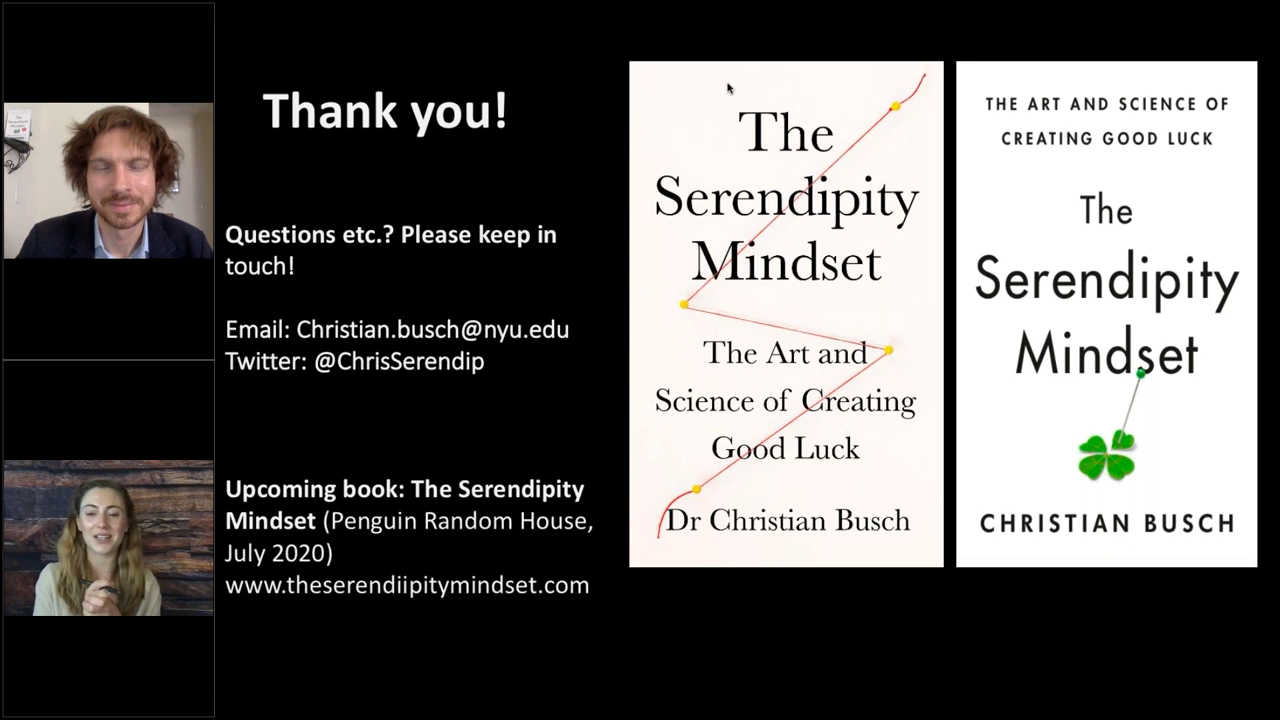 Thank you!
Questions etc.? Please keep in
touch!
Email: Christian.busch@nyu.edu
Twitter: @ChrisSerendip
Upcoming book: The Serendipity
Mindset (Penguin Random House,
July 2020)
www.theserendiipitymindset.com
The
Serendipity
Mindset
The Art and
Science of Creating
Good Luck
Dr Christian Busch
THE ART AND SCIENCE OF
CREATING GOOD LUCK
The
Serendipity
Mindset
CHRISTIAN BUSCH